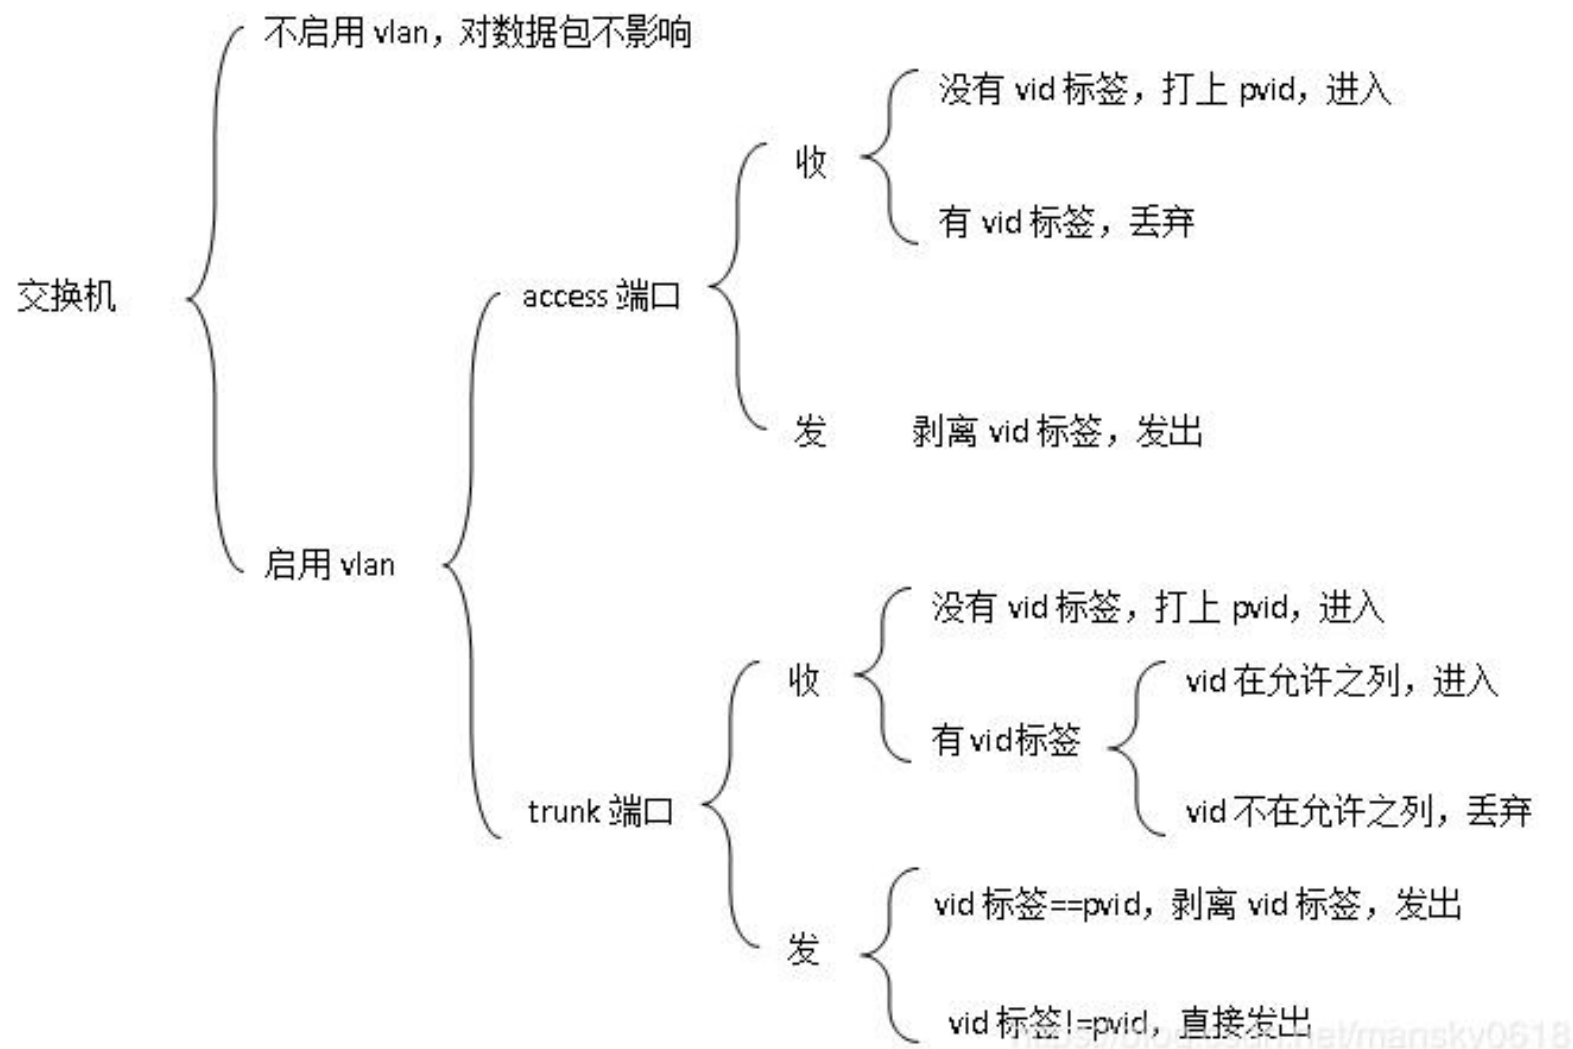 不启用 vlan，对数据包不影响
没有 vid 标签，打上 pvid，进入
收
有 vid 标签，丢弃
交换机
access 端口
发 剥离 vid 标签，发出
启用 vlan
没有 vid 标签，打上 pvid，进入
收
vid 在允许之列，进入
有vid标签
trunk 端口
vid 不在允许之列，丢弃
vid 标签==pvid，剥离 vid 标签，发出
发
vid 标签!=pvid，直接发出
https://blog.csdn.net/mansky0618